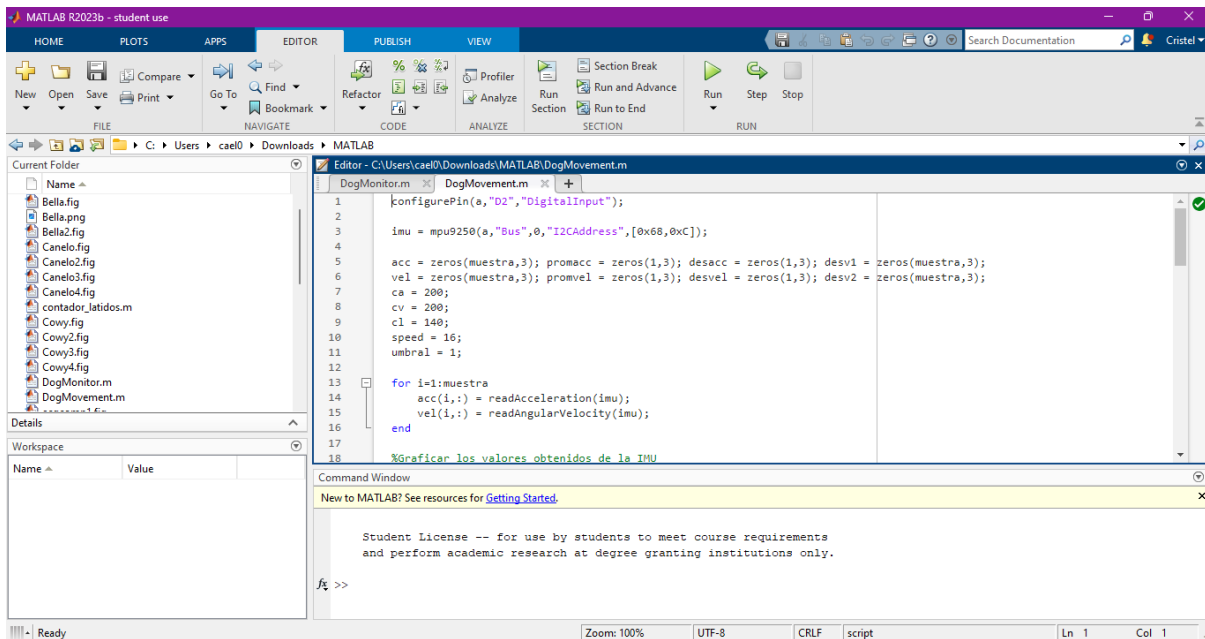 MATLAB R2023b - student use
HOME PLOTS APPS EDITOR PUBLISH VIEW Search Documentation Cristel
New Open Save Compare Print
FILE
Go To Find Bookmark
NAVIGATE
Refactor
CODE
Profiler
Analyze
ANALYZE
Run Section
Section Break
Run and Advance
Run to End
SECTION
Run Step Stop
RUN
C: Users cael0 Downloads MATLAB
Current Folder
Name
Bella.fig
Bella.png
Bella2.fig
Canelo.fig
Canelo2.fig
Canelo3.fig
Canelo4.fig
contador_latidos.m
Cowy.fig
Cowy2.fig
Cowy3.fig
Cowy4.fig
DogMonitor.m
DogMovement.m
Details
Workspace
Name Value
Editor - C:\Users\cael0\Downloads\MATLAB\DogMovement.m
DogMonitor.m DogMovement.m
1 configurePin(a,"D2","DigitalInput");
2
3 imu = mpu9250(a,"Bus",0,"I2CAddress",[0x68,0xC]);
4
5 acc = zeros(muestra,3); promacc = zeros(1,3); desacc = zeros(1,3); desv1 = zeros(muestra,3);
6 vel = zeros(muestra,3); promvel = zeros(1,3); desvel = zeros(1,3); desv2 = zeros(muestra,3);
7 ca = 200;
8 cv = 200;
9 cl = 140;
10 speed = 16;
11 umbral = 1;
12
13 for i=1:muestra
14 acc(i,:) = readAcceleration(imu);
15 vel(i,:) = readAngularVelocity(imu);
16 end
17
18 %Graficar los valores obtenidos de la IMU
Command Window
New to MATLAB? See resources for Getting Started.
Student License -- for use by students to meet course requirements
and perform academic research at degree granting institutions only.
fx >>
Ready Zoom: 100% UTF-8 CRLF script Ln 1 Col 1